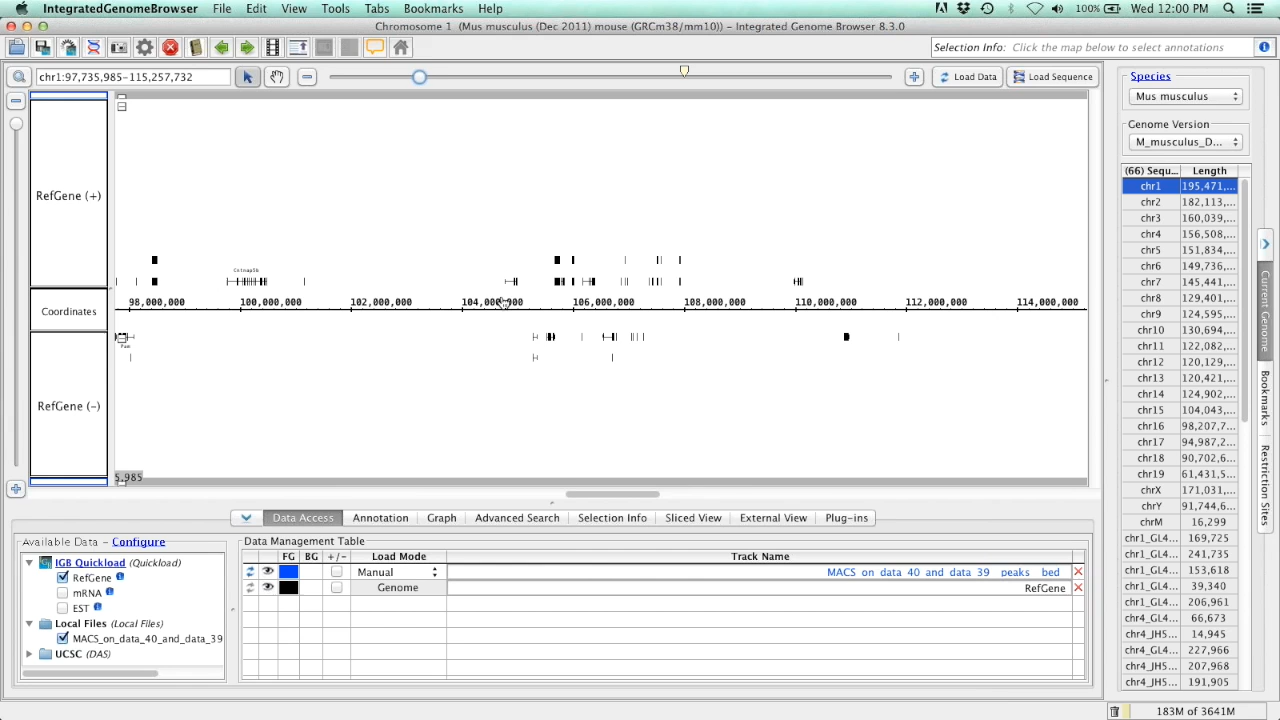 IntegratedGenomeBrowser File Edit View Tools Tabs Bookmarks Help 100% Wed 12:00 PM
Chromosome 1 (Mus musculus (Dec 2011) mouse (GRCm38/mm10)) - Integrated Genome Browser 8.3.0
Selection Info: Click the map below to select annotations
chr1:97,735,985-115,257,732 Load Data Load Sequence
RefGene (+)
Cntnap5b
Coordinates
98,000,000 100,000,000 102,000,000 104,000,000 106,000,000 108,000,000 110,000,000 112,000,000 114,000,000
Pam
RefGene (-)
5,985
Species
Mus musculus
Genome Version
M_musculus_D...
(66) Sequ... Length
chr1 195,471,...
chr2 182,113,...
chr3 160,039,...
chr4 156,508,...
chr5 151,834,...
chr6 149,736,...
chr7 145,441,...
chr8 129,401,...
chr9 124,595,...
chr10 130,694,...
chr11 122,082,...
chr12 120,129,...
chr13 120,421,...
chr14 124,902,...
chr15 104,043,...
chr16 98,207,7...
chr17 94,987,2...
chr18 90,702,6...
chr19 61,431,5...
chrX 171,031,...
chrY 91,744,6...
chrM 16,299
chr1_GL4... 169,725
chr1_GL4... 241,735
chr1_GL4... 153,618
chr1_GL4... 39,340
chr1_GL4... 206,961
chr4_GL4... 66,673
chr4_JH5... 14,945
chr4_GL4... 227,966
chr4_JH5... 207,968
chr4_JH5... 191,905
Current Genome
Bookmarks
Restriction Sites
Data Access Annotation Graph Advanced Search Selection Info Sliced View External View Plug-ins
Available Data - Configure
IGB Quickload (Quickload)
RefGene
mRNA
EST
Local Files (Local Files)
MACS_on_data_40_and_data_39
UCSC (DAS)
Data Management Table
FG BG +/- Load Mode Track Name
Manual MACS on data 40 and data 39 peaks bed
Genome RefGene
183M of 3641M